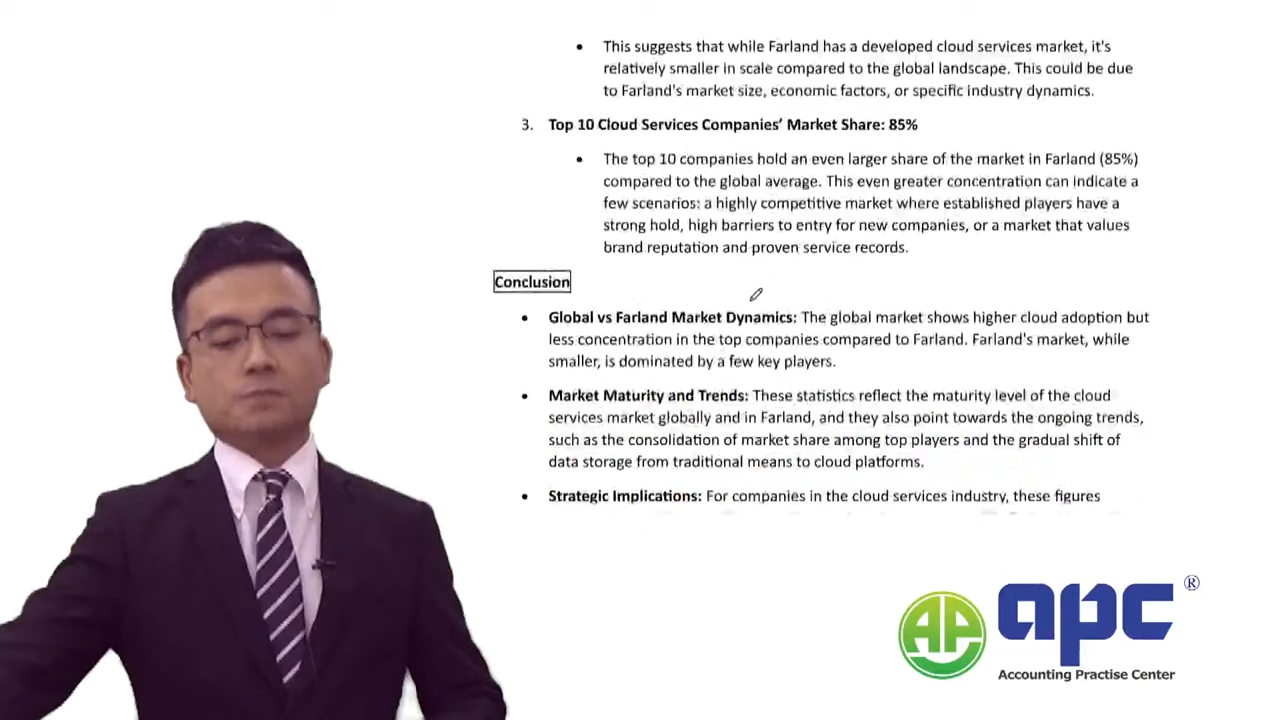 This suggests that while Farland has a developed cloud services market, it's
relatively smaller in scale compared to the global landscape. This could be due
to Farland's market size, economic factors, or specific industry dynamics.
3. Top 10 Cloud Services Companies’ Market Share: 85%
The top 10 companies hold an even larger share of the market in Farland (85%)
compared to the global average. This even greater concentration can indicate a
few scenarios: a highly competitive market where established players have a
strong hold, high barriers to entry for new companies, or a market that values
brand reputation and proven service records.
Conclusion
Global vs Farland Market Dynamics: The global market shows higher cloud adoption but
less concentration in the top companies compared to Farland. Farland's market, while
smaller, is dominated by a few key players.
Market Maturity and Trends: These statistics reflect the maturity level of the cloud
services market globally and in Farland, and they also point towards the ongoing trends,
such as the consolidation of market share among top players and the gradual shift of
data storage from traditional means to cloud platforms.
Strategic Implications: For companies in the cloud services industry, these figures
AP apc ®
Accounting Practise Center